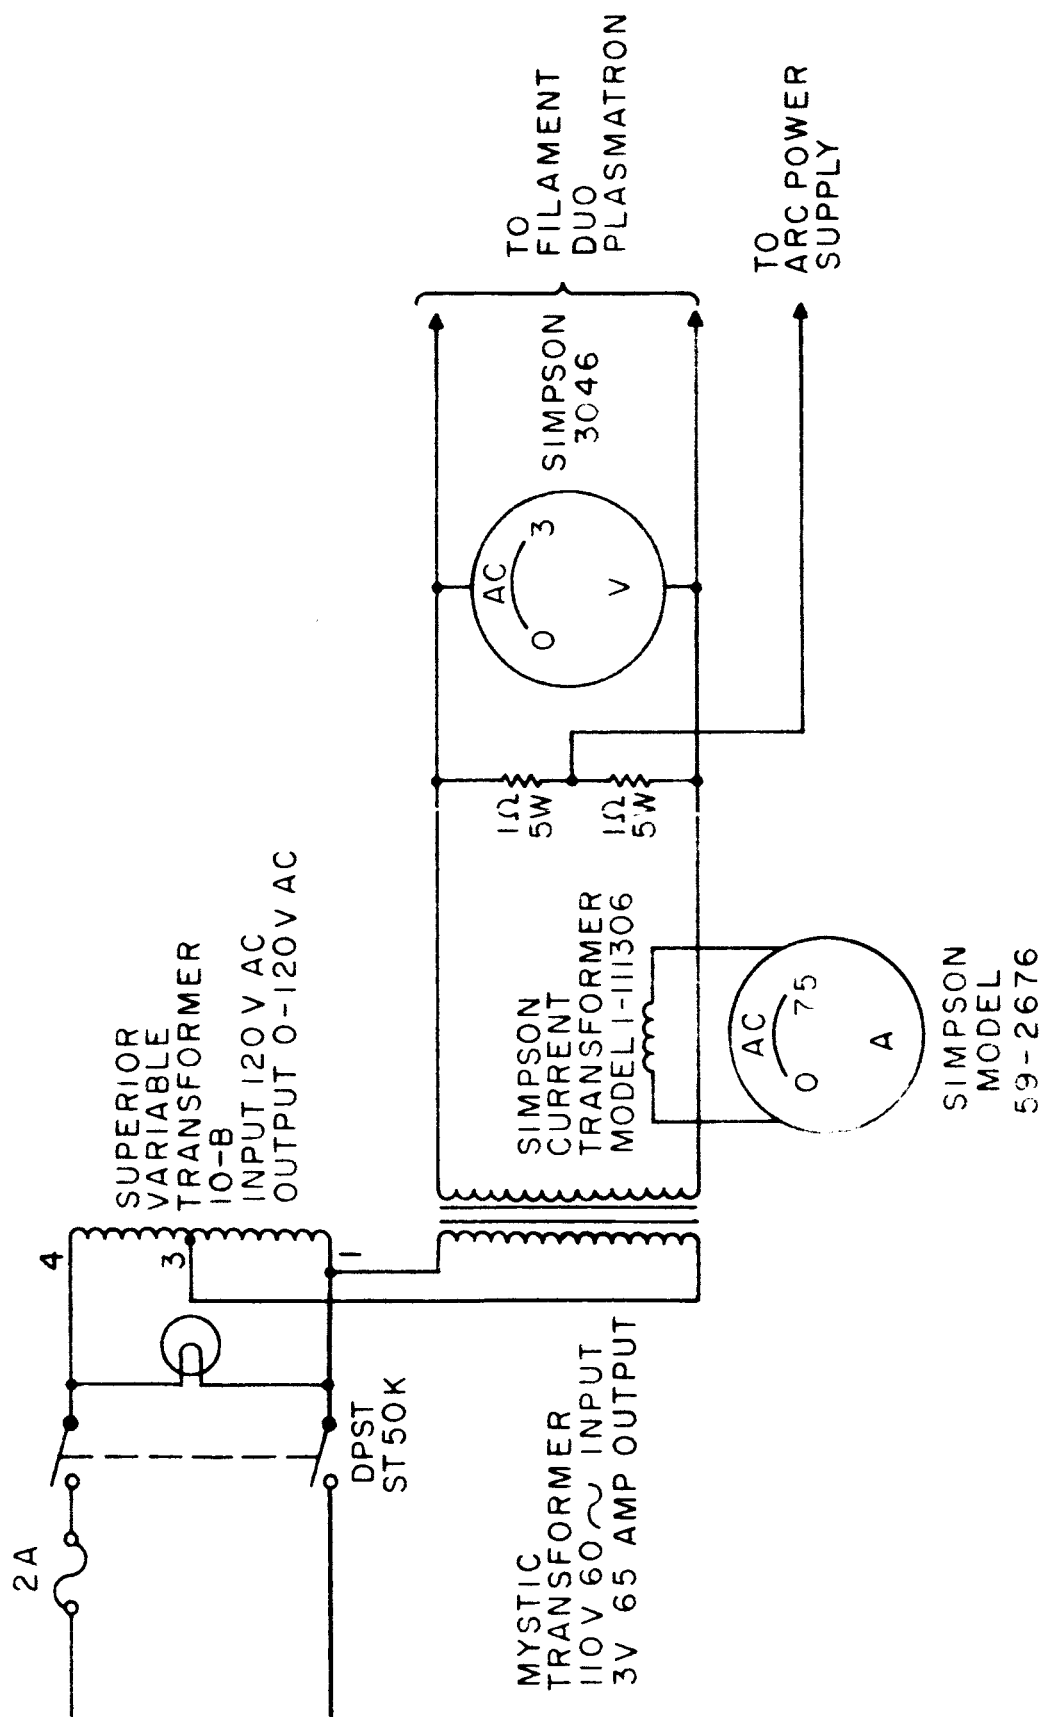 2A
DPST
ST50K
4
3
1
SUPERIOR
VARIABLE
TRANSFORMER
10-B
INPUT 120V AC
OUTPUT 0-120V AC
MYSTIC
TRANSFORMER
110V 60~ INPUT
3V 65 AMP OUTPUT
SIMPSON
CURRENT
TRANSFORMER
MODEL 1-111306
AC
0 75
A
SIMPSON
MODEL
59-2676
1Ω
5W
1Ω
5W
AC
0 3
V
SIMPSON
3046
TO
FILAMENT
DUO
PLASMATRON
TO
ARC POWER
SUPPLY